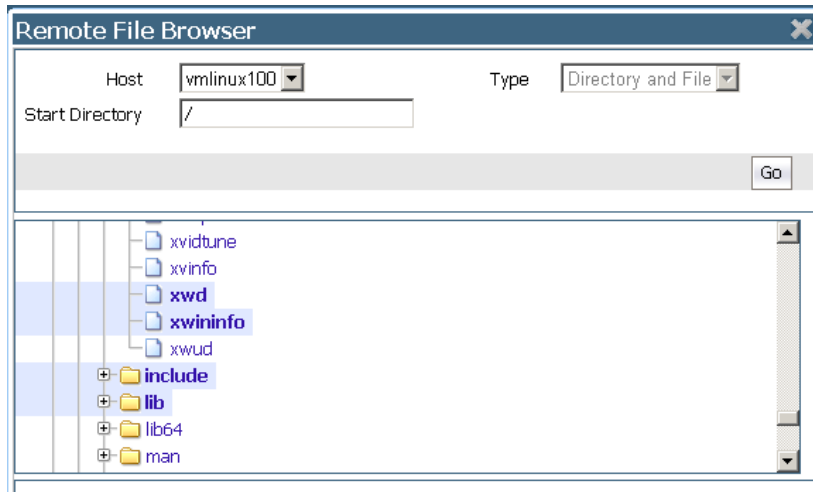 Remote File Browser
Host vmlinux100 Type Directory and File
Start Directory /
Go
xvidtune
xvinfo
xwd
xwininfo
xwud
include
lib
lib64
man